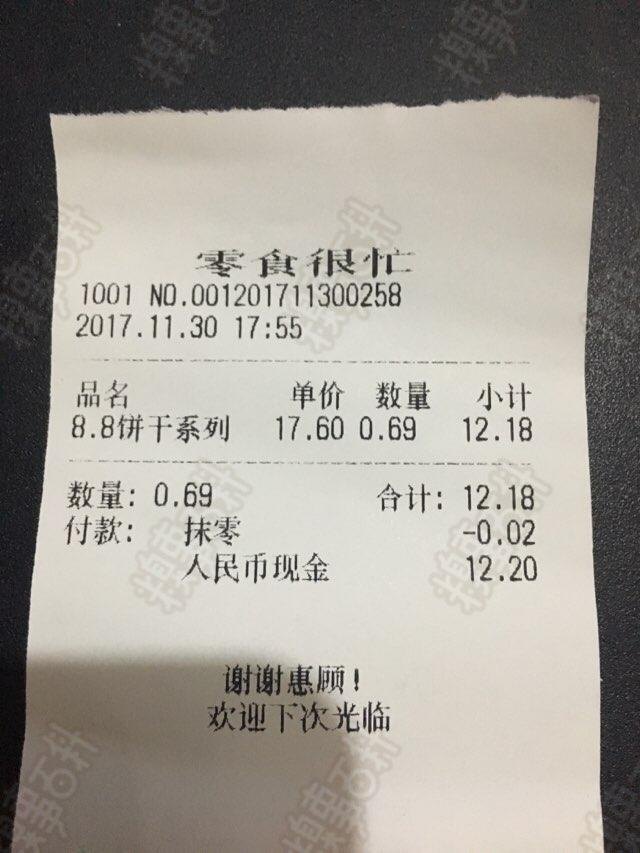 零食很忙
1001 NO.001201711300258
2017.11.30 17:55
品名 单价 数量 小计
8.8饼干系列 17.60 0.69 12.18
数量: 0.69 合计: 12.18
付款: 抹零 -0.02
人民币现金 12.20
谢谢惠顾!
欢迎下次光临